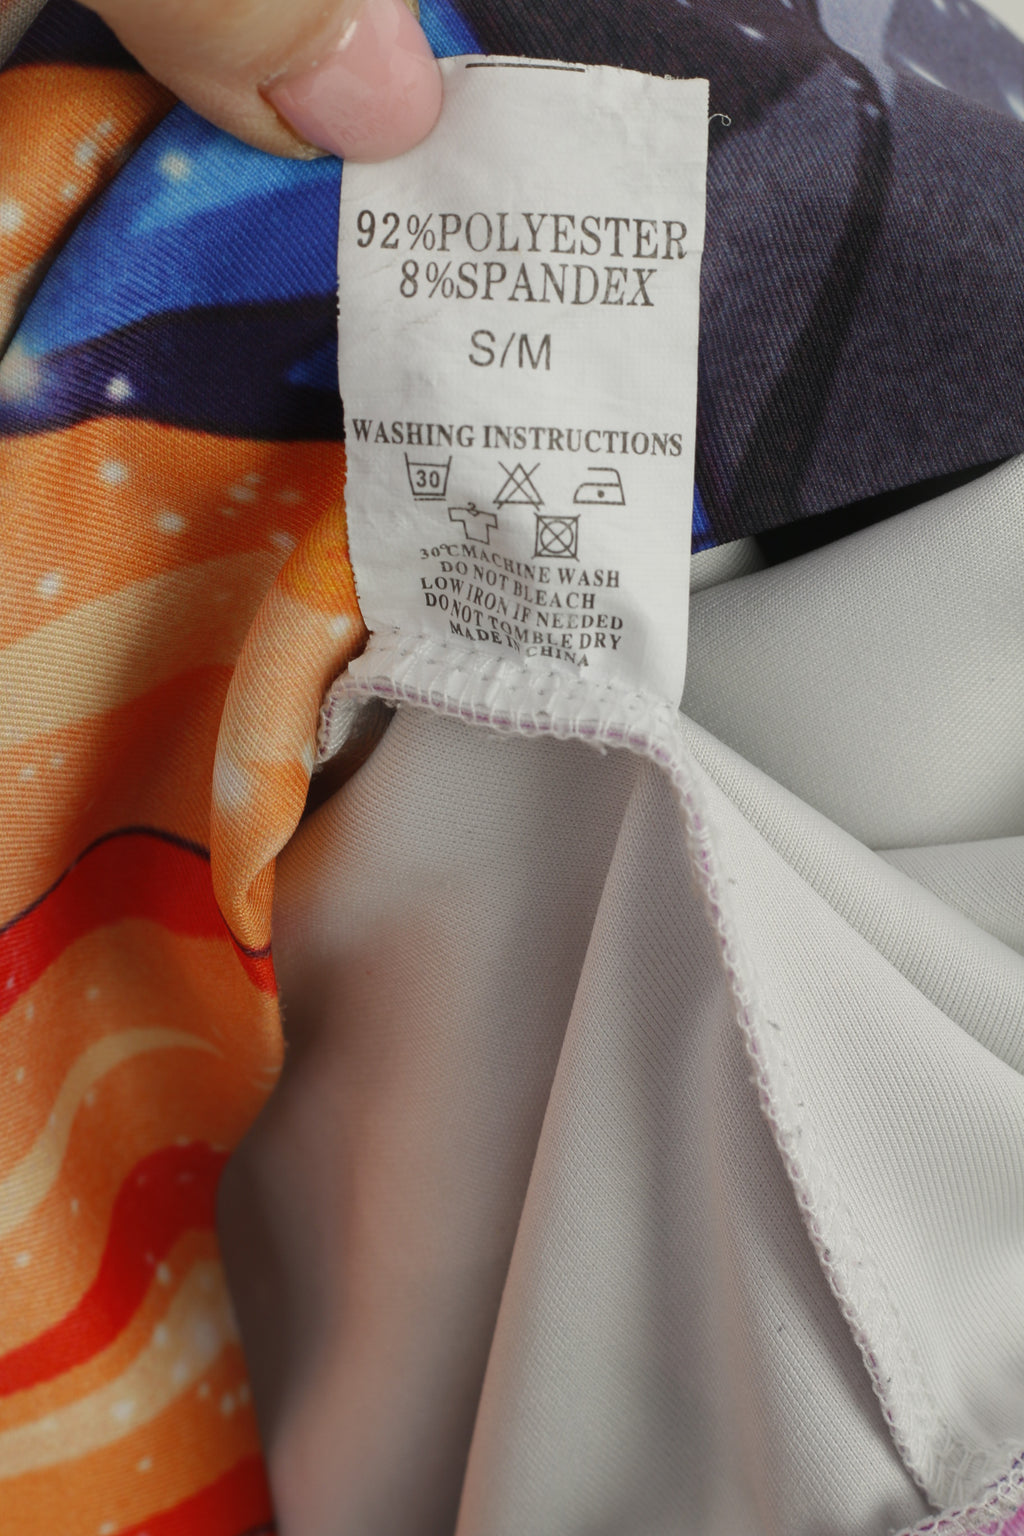 92%POLYESTER
8%SPANDEX
S/M
WASHING INSTRUCTIONS
30
30℃MACHINE WASH
DO NOT BLEACH
LOW IRON IF NEEDED
DO NOT TOMBLE DRY
MADE IN CHINA